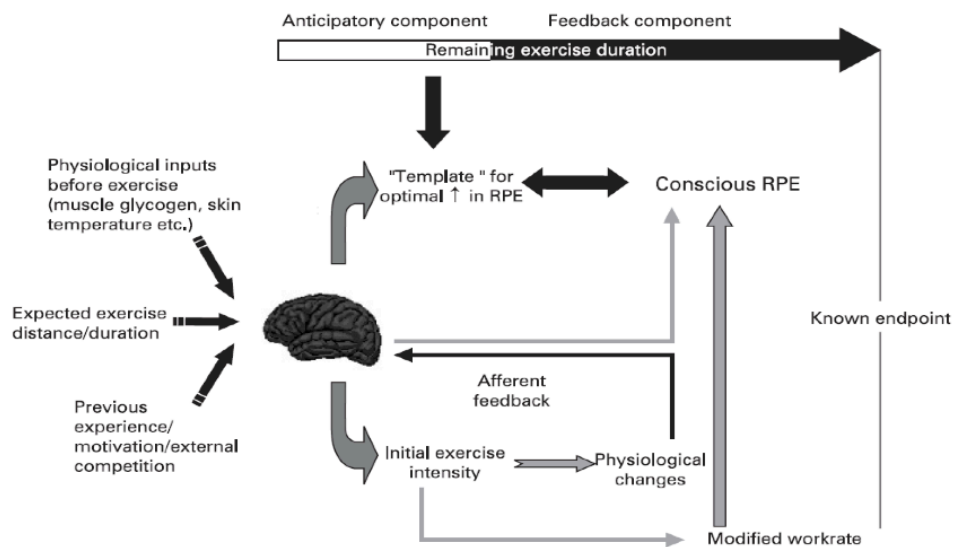 Anticipatory component
Feedback component
Remaining exercise duration
Physiological inputs
before exercise
(muscle glycogen, skin
temperature etc.)
"Template " for
optimal ↑ in RPE
Conscious RPE
Expected exercise
distance/duration
Known endpoint
Afferent
feedback
Previous
experience/
motivation/external
competition
Initial exercise
intensity
Physiological
changes
Modified workrate